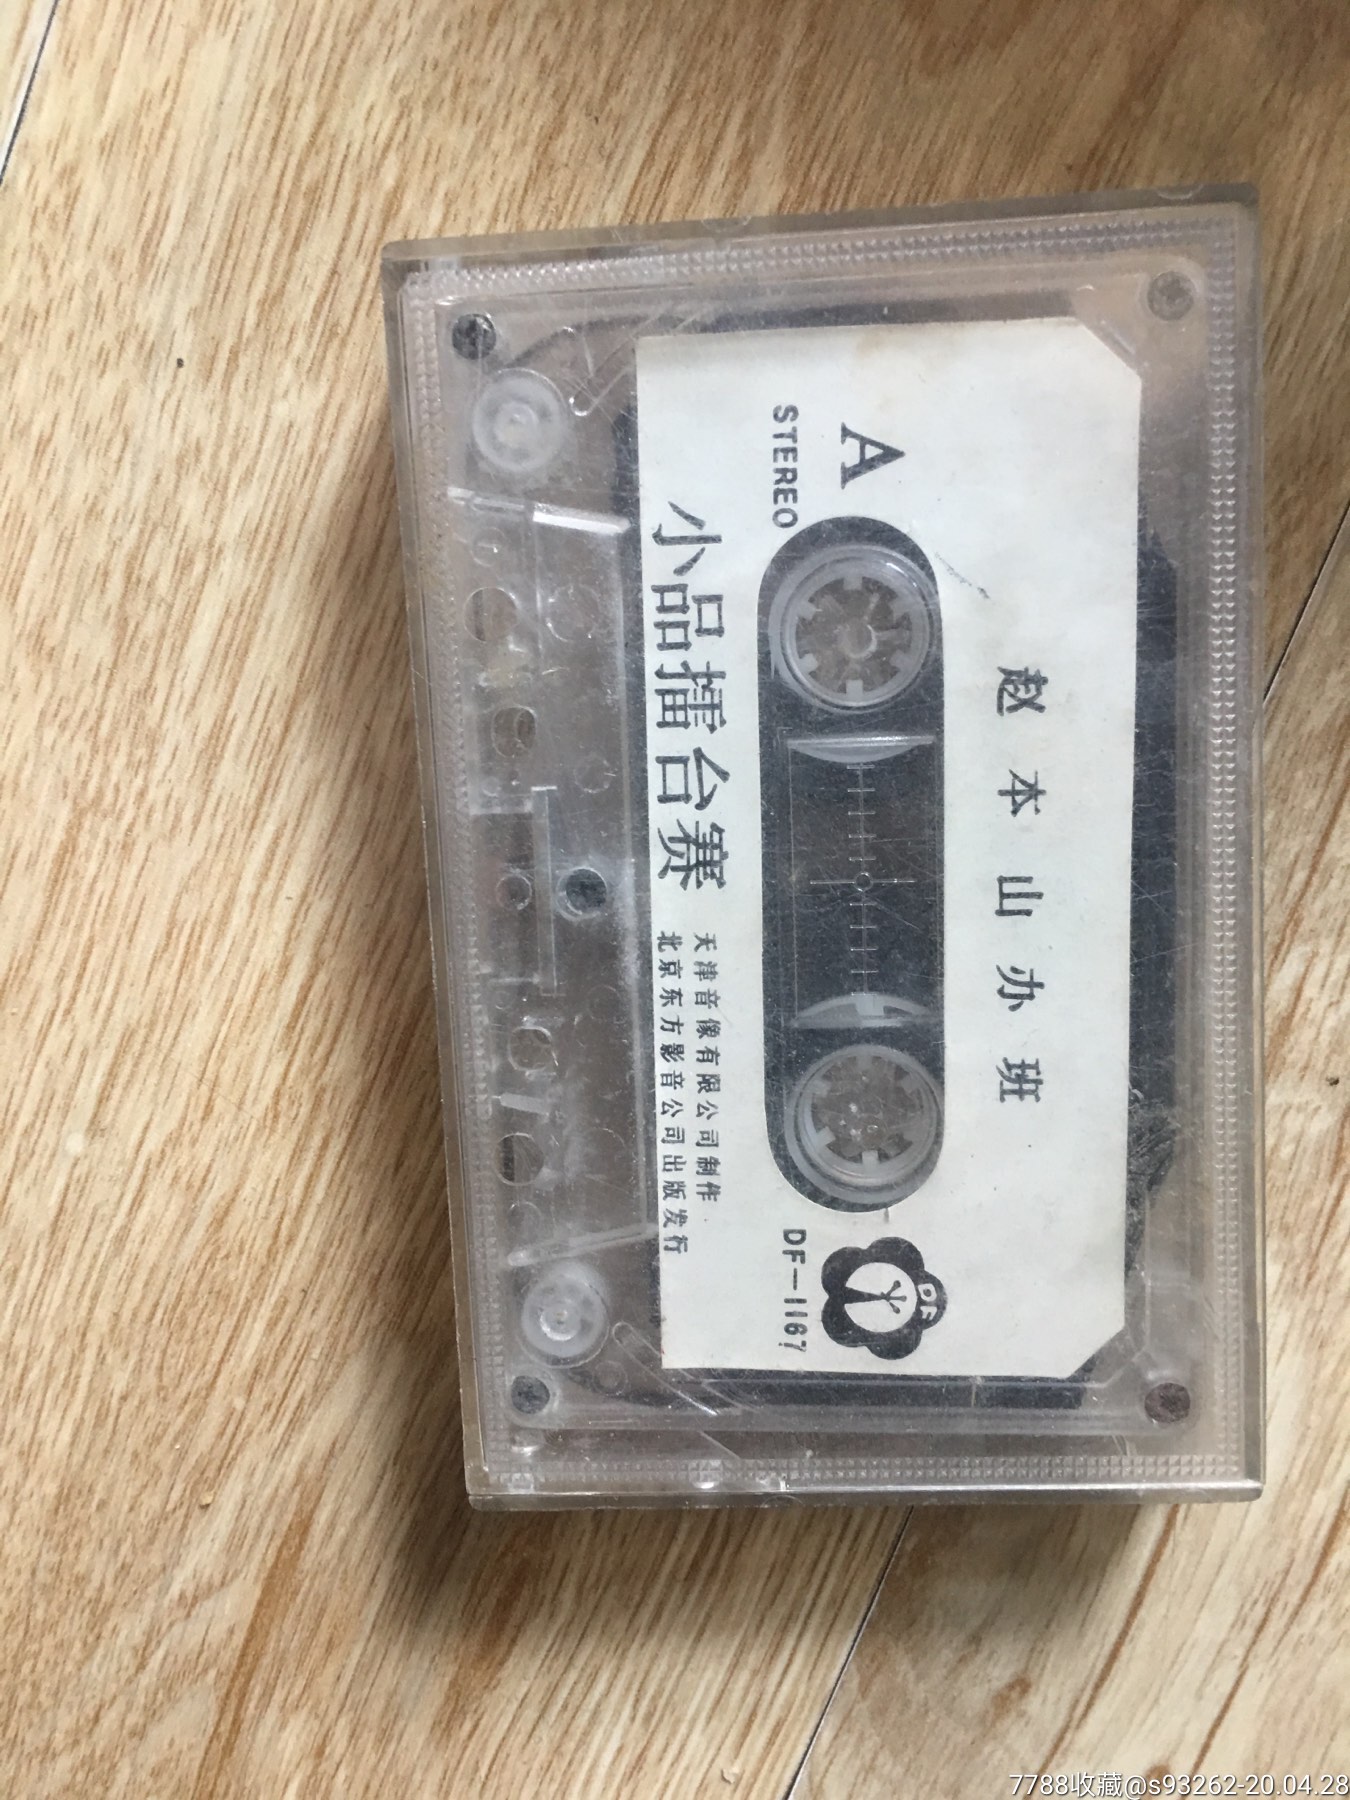 赵本山办班
A
STEREO
DF
DF-1167
小品擂台赛
天津音像有限公司制作
北京东方影音公司出版发行
7788收藏@s93262-20.04.28